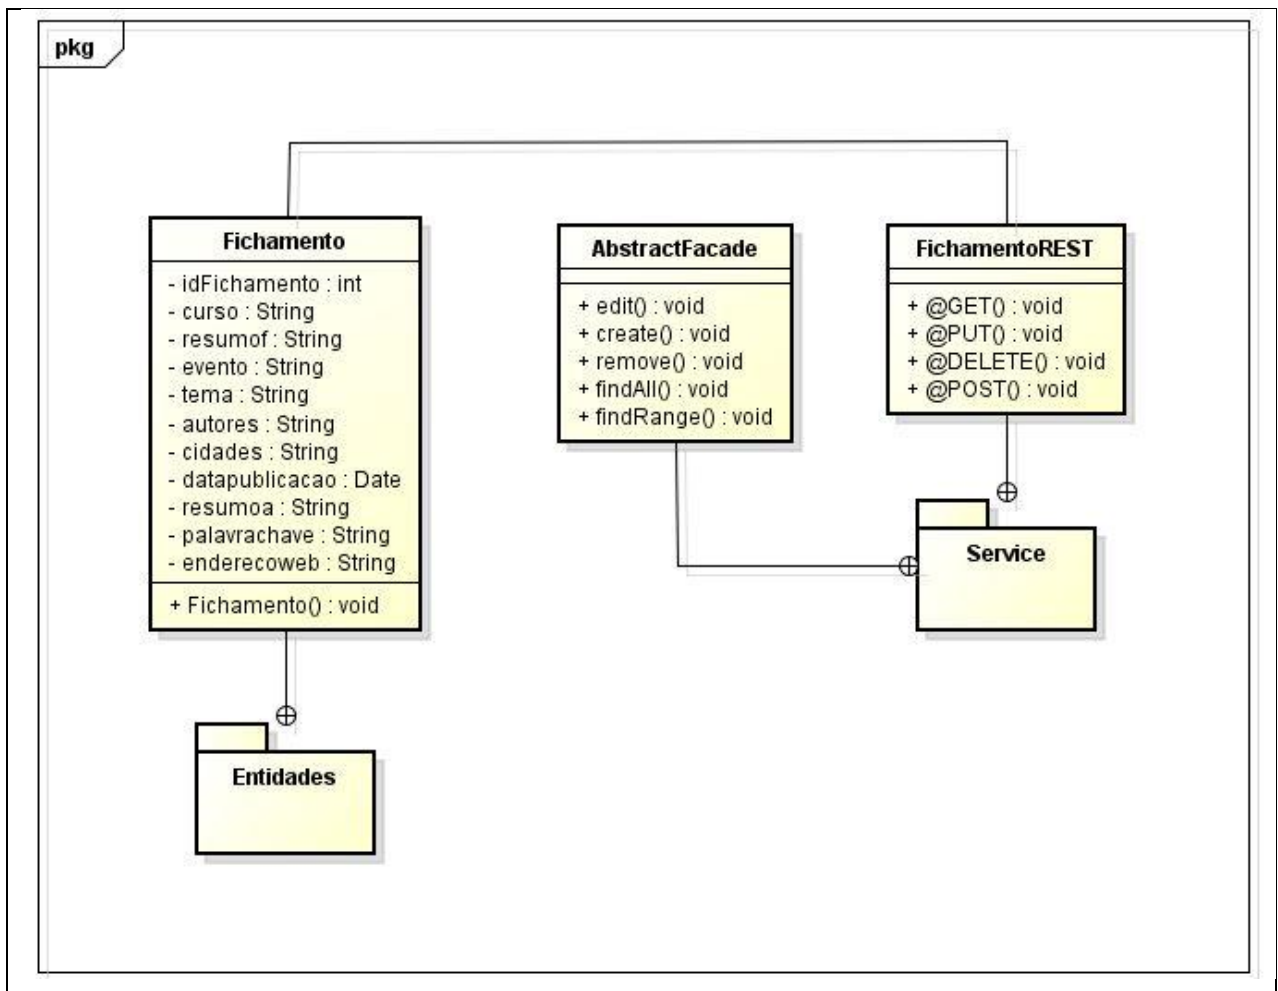 pkg
Fichamento
- idFichamento : int
- curso : String
- resumof : String
- evento : String
- tema : String
- autores : String
- cidades : String
- datapublicacao : Date
- resumoa : String
- palavrachave : String
- enderecoweb : String
+ Fichamento() : void
AbstractFacade
+ edit() : void
+ create() : void
+ remove() : void
+ findAll() : void
+ findRange() : void
FichamentoREST
+ @GET() : void
+ @PUT() : void
+ @DELETE() : void
+ @POST() : void
Service
Entidades